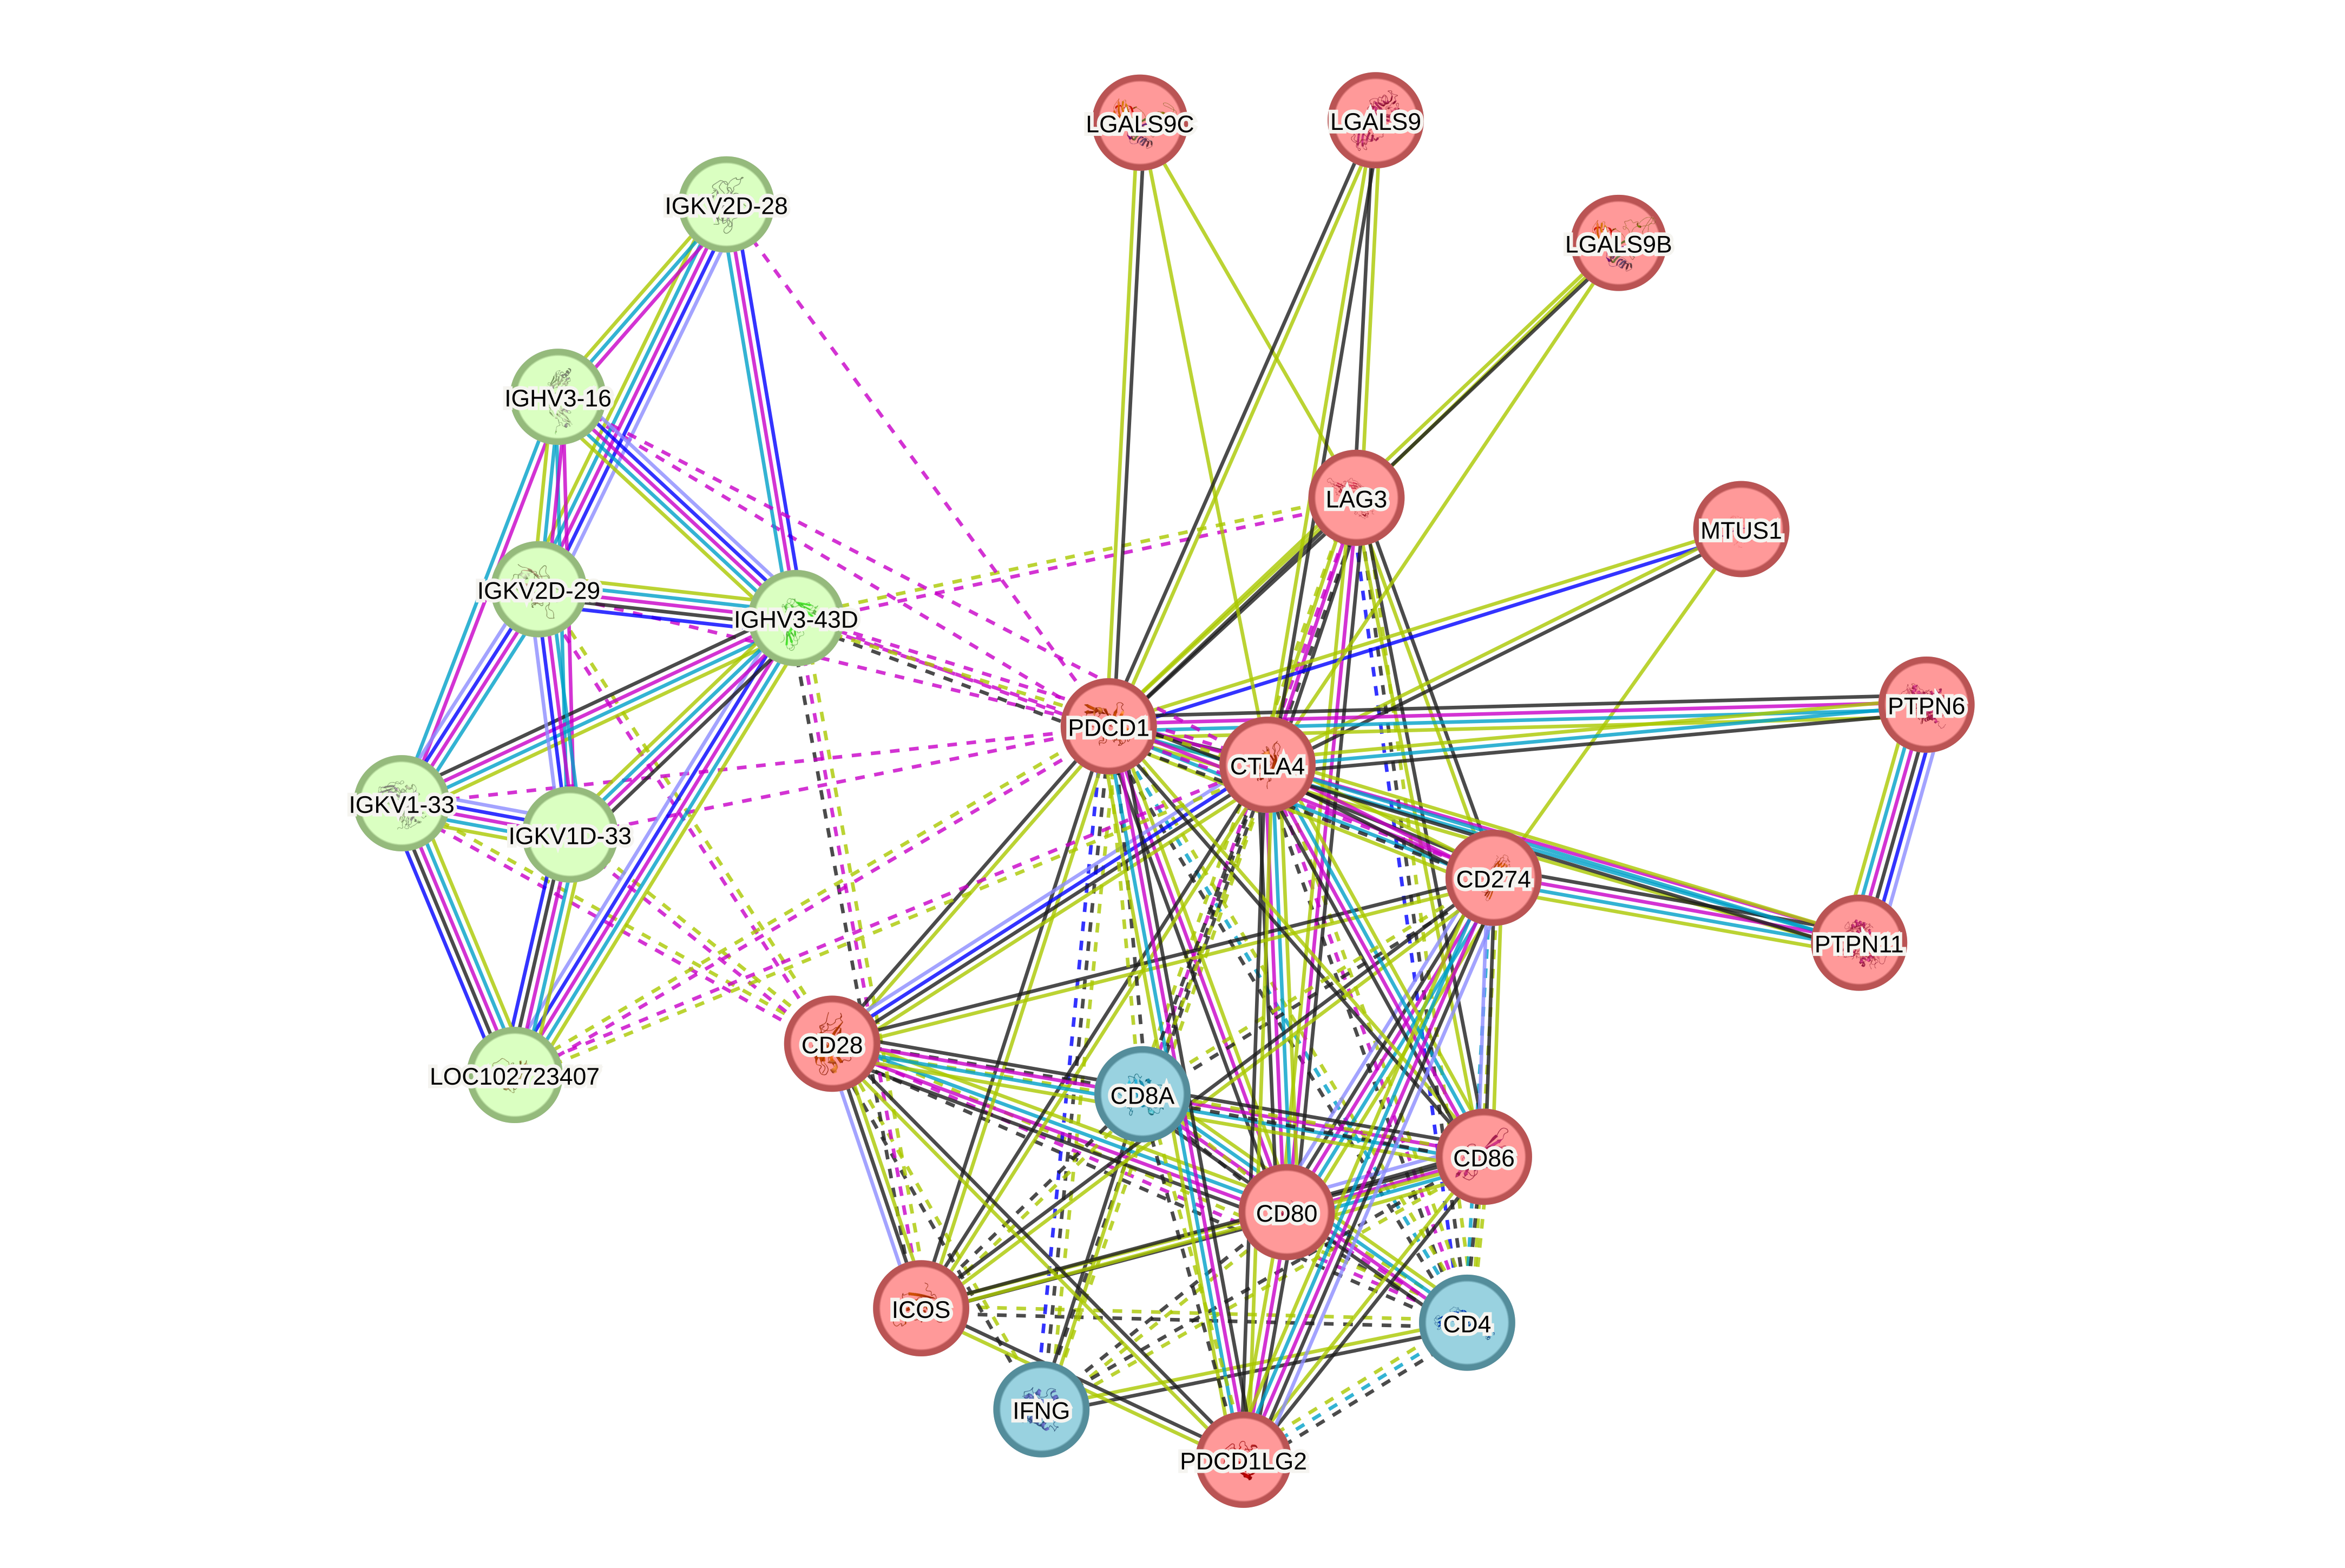 LGALS9C
LGALS9
IGKV2D-28
LGALS9B
IGHV3-16
LAG3
MTUS1
IGKV2D-29
IGHV3-43D
PTPN6
PDCD1
CTLA4
IGKV1-33
IGKV1D-33
CD274
PTPN11
CD28
LOC102723407
CD8A
CD86
CD80
ICOS
CD4
IFNG
PDCD1LG2